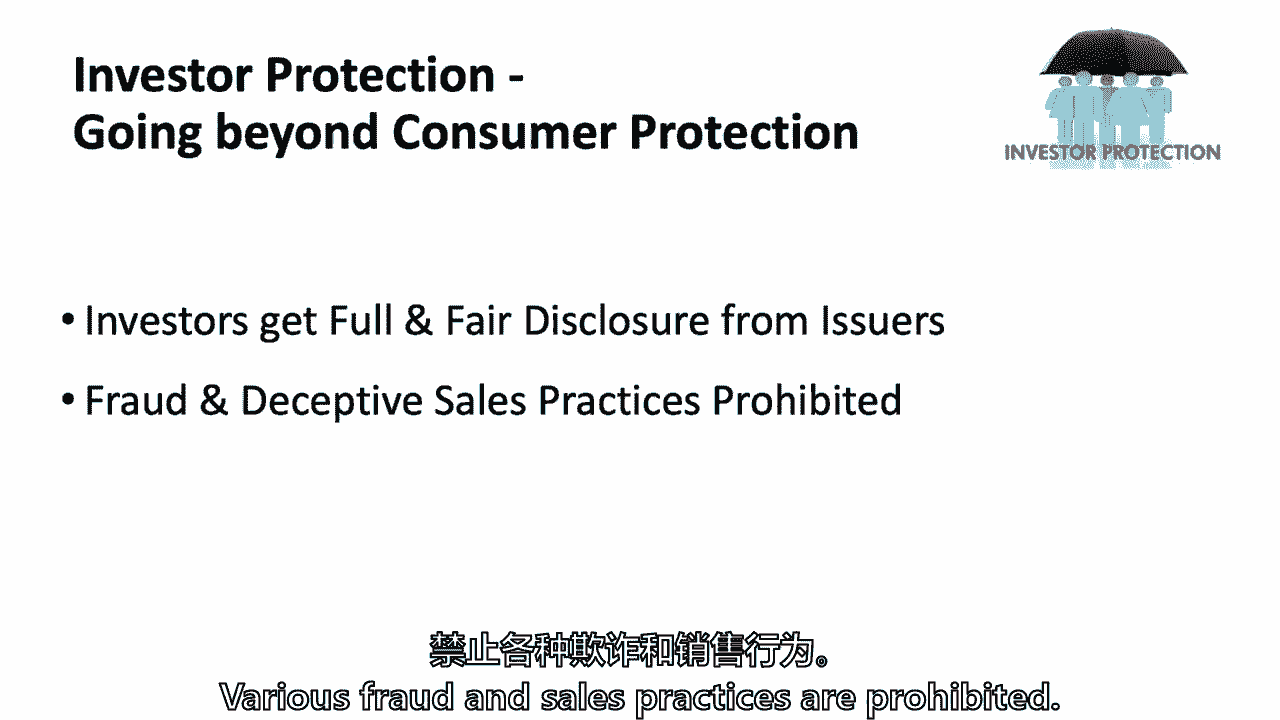 Investor Protection -
Going beyond Consumer Protection
INVESTOR PROTECTION
• Investors get Full & Fair Disclosure from Issuers
• Fraud & Deceptive Sales Practices Prohibited
禁止各种欺诈和销售行为。
Various fraud and sales practices are prohibited.